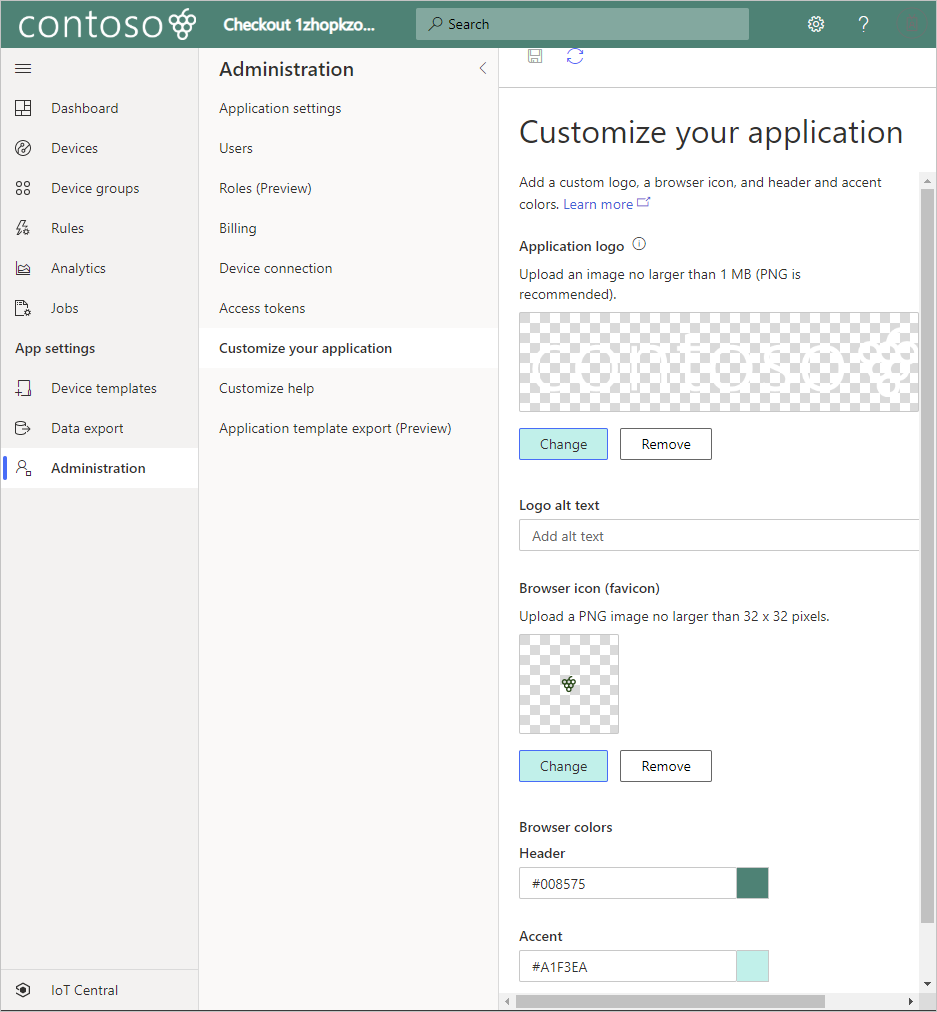 contoso
Checkout 1zhopkzo...
Search
?
Dashboard
Devices
Device groups
Rules
Analytics
Jobs
App settings
Device templates
Data export
Administration
IoT Central
Administration
Application settings
Users
Roles (Preview)
Billing
Device connection
Access tokens
Customize your application
Customize help
Application template export (Preview)
Customize your application
Add a custom logo, a browser icon, and header and accent
colors. Learn more
Application logo
Upload an image no larger than 1 MB (PNG is
recommended).
contoso
Change
Remove
Logo alt text
Add alt text
Browser icon (favicon)
Upload a PNG image no larger than 32 x 32 pixels.
Change
Remove
Browser colors
Header
#008575
Accent
#A1F3EA